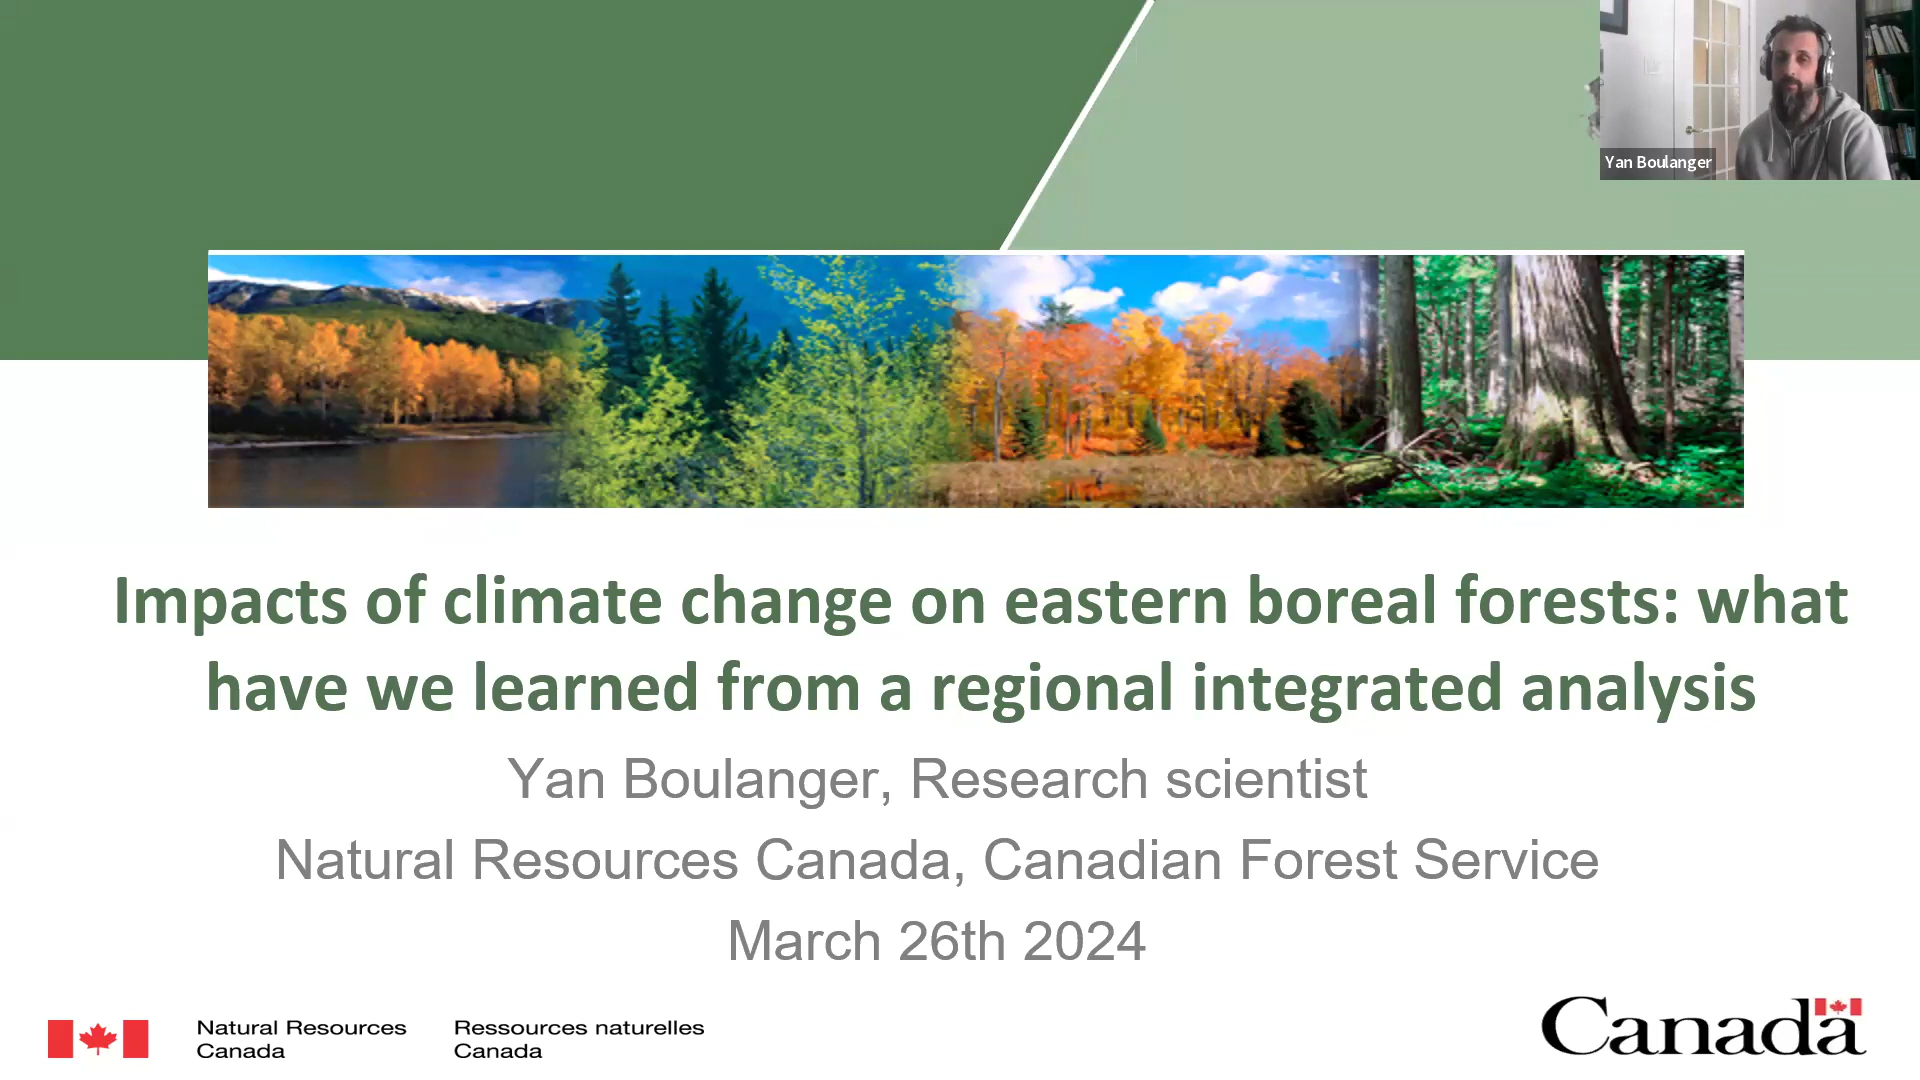 Yan Boulanger
Impacts of climate change on eastern boreal forests: what
have we learned from a regional integrated analysis
Yan Boulanger, Research scientist
Natural Resources Canada, Canadian Forest Service
March 26th 2024
Natural Resources
Canada
Ressources naturelles
Canada
Canada